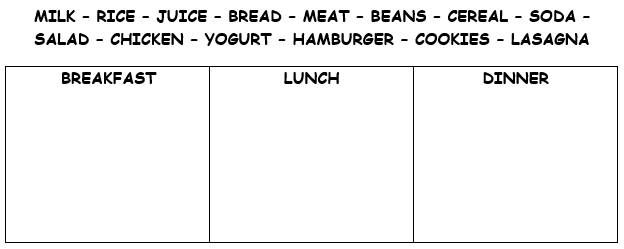 MILK – RICE – JUICE – BREAD – MEAT – BEANS – CEREAL – SODA –
SALAD – CHICKEN – YOGURT – HAMBURGER – COOKIES – LASAGNA
BREAKFAST LUNCH DINNER